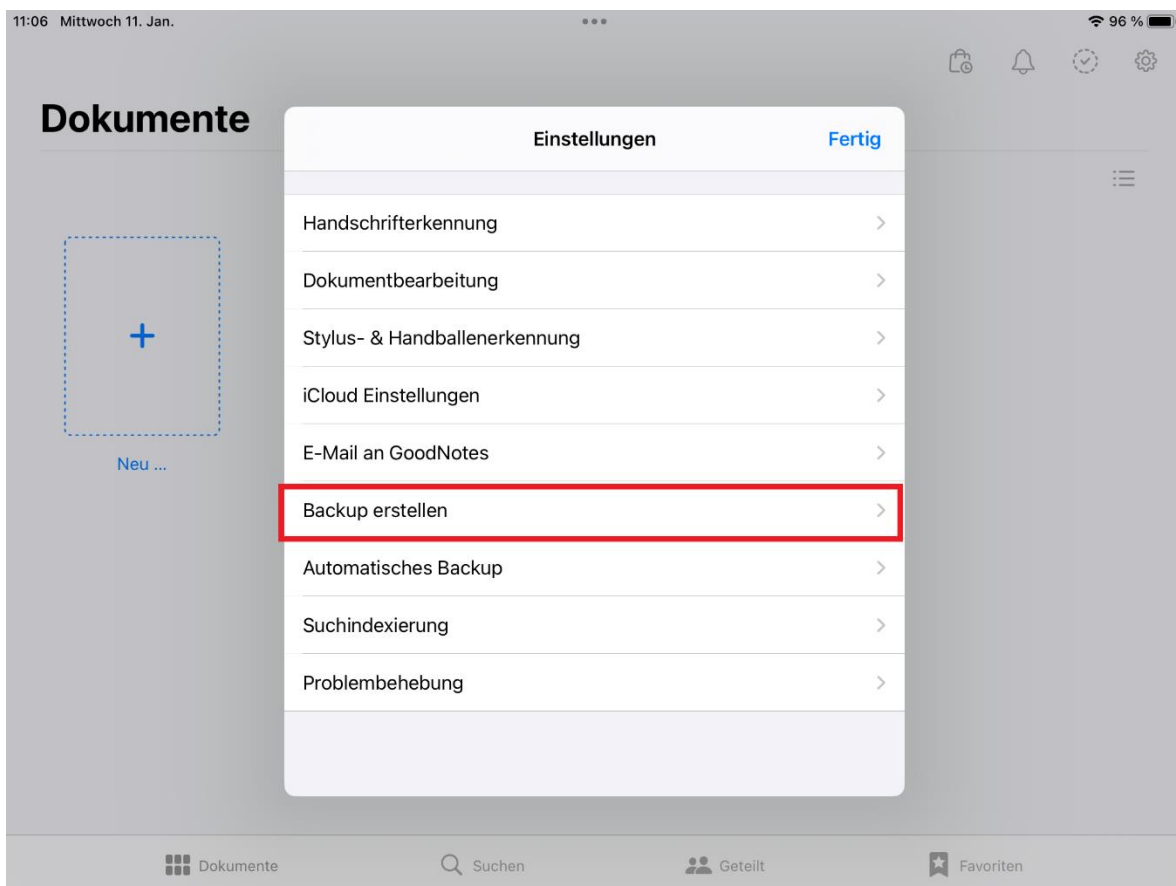 11:06 Mittwoch 11. Jan.
96 %
Dokumente
Einstellungen
Fertig
Handschrifterkennung
Dokumentbearbeitung
Stylus- & Handballenerkennung
iCloud Einstellungen
E-Mail an GoodNotes
Backup erstellen
Automatisches Backup
Suchindexierung
Problembehebung
Neu ...
Dokumente
Suchen
Geteilt
Favoriten